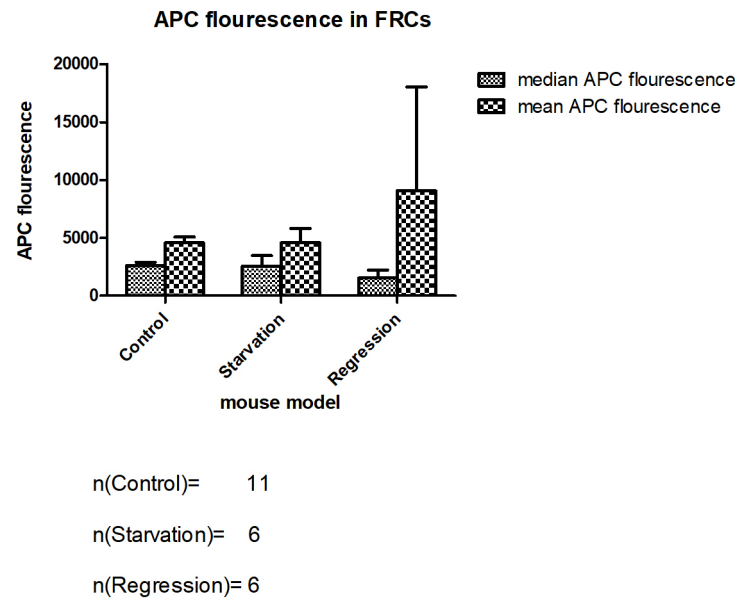 APC flourescence in FRCs
median APC flourescence
mean APC flourescence
20000
15000
10000
5000
0
APC flourescence
Control
Starvation
Regression
mouse model
n(Control)= 11
n(Starvation)= 6
n(Regression)= 6